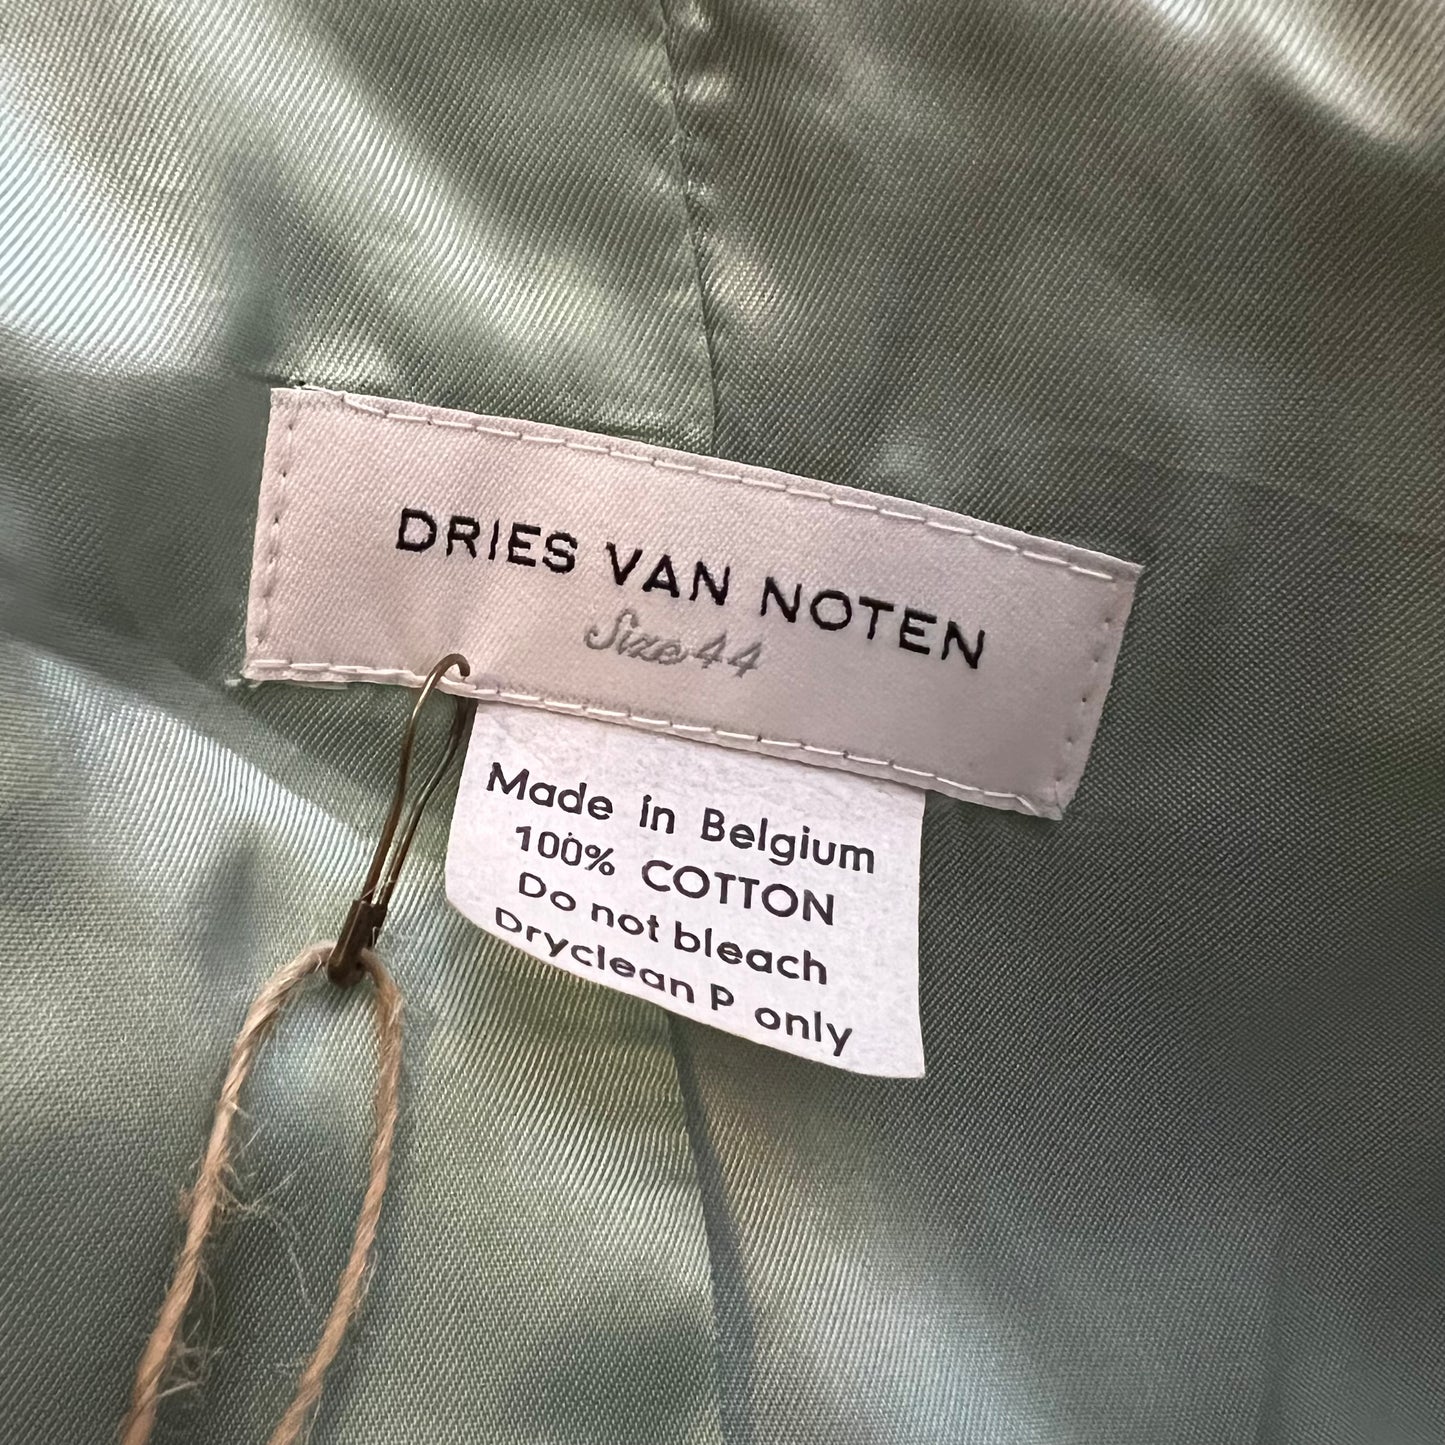 DRIES VAN NOTEN
Size 44
Made in Belgium
100% COTTON
Do not bleach
Dryclean P only